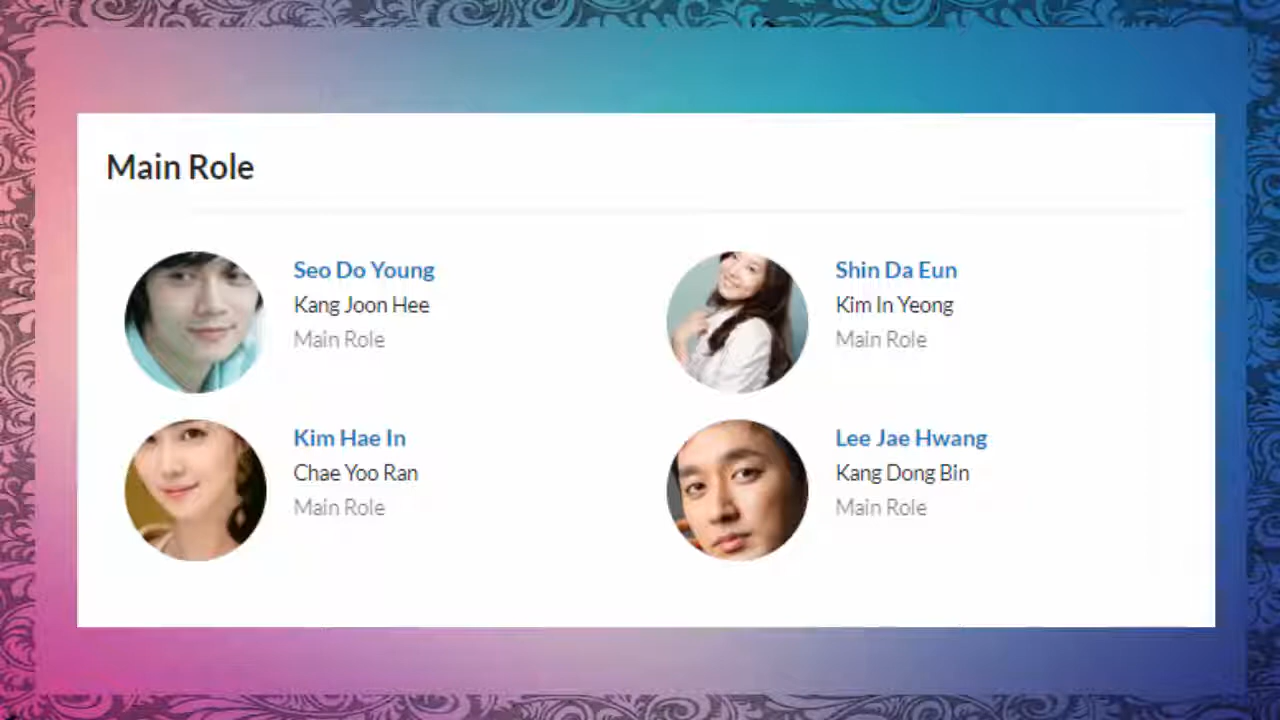 Main Role
Seo Do Young
Kang Joon Hee
Main Role
Shin Da Eun
Kim In Yeong
Main Role
Kim Hae In
Chae Yoo Ran
Main Role
Lee Jae Hwang
Kang Dong Bin
Main Role